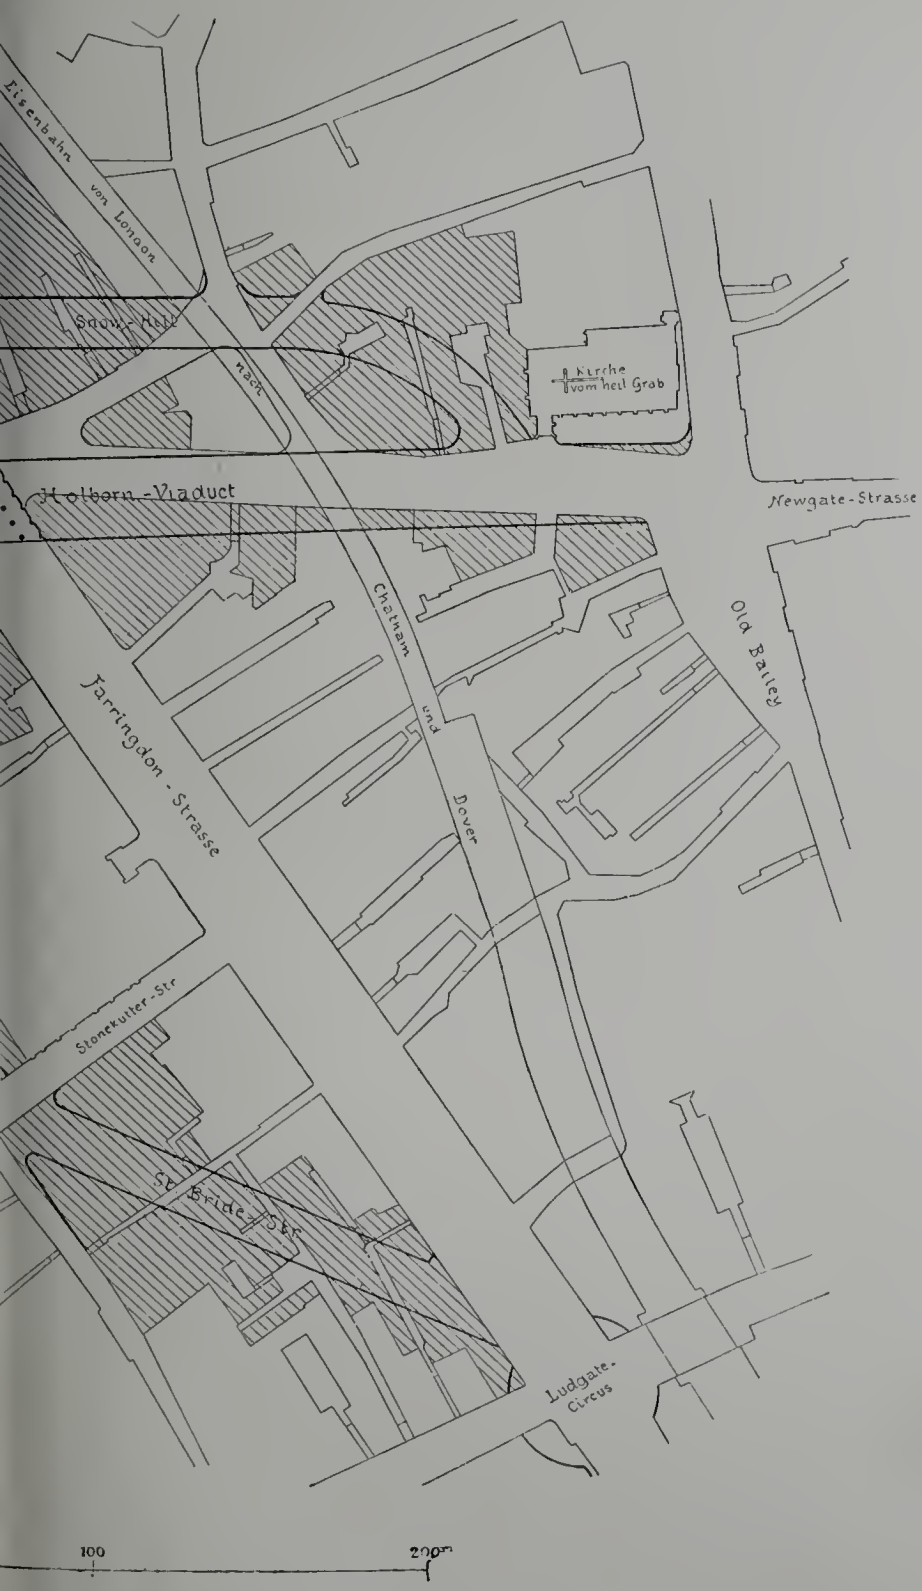 Eisenbahn
von London
nach
Chatham
und
Dover
Snow-Hill
Kirche
vom heil Grab
Holborn-Viaduct
Newgate-Strasse
Old Bailey
Farringdon-Strasse
Stonekutter-Str
St. Bride-Str
Ludgate-
Circus
100
200m